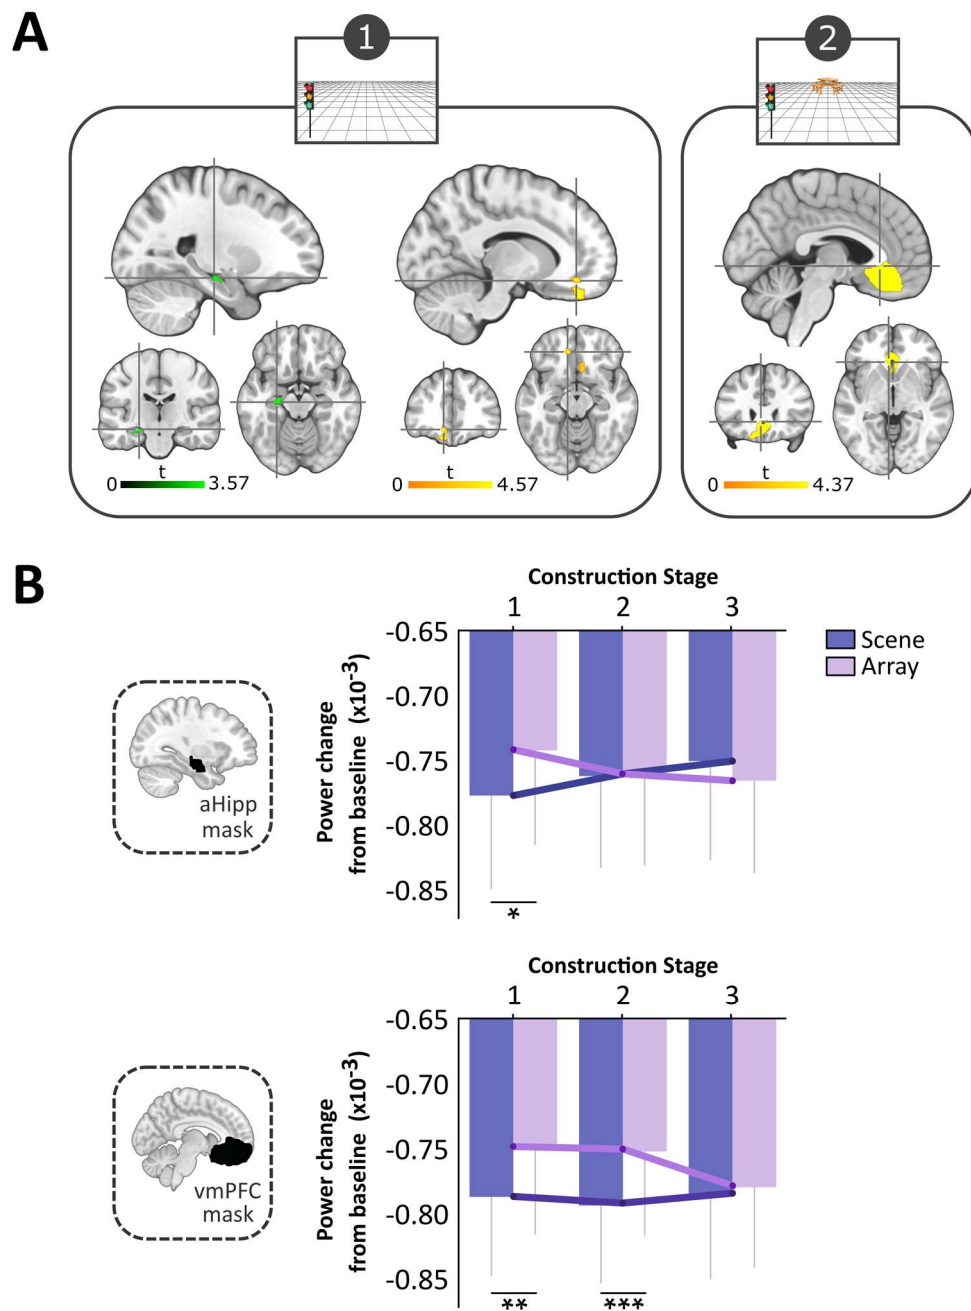 A
1
2
t
0
3.57
t
0
4.57
t
0
4.37
B
Construction Stage
1
2
3
Scene
Array
Power change
from baseline (x10⁻³)
-0.65
-0.70
-0.75
-0.80
-0.85
*
aHipp
mask
Construction Stage
1
2
3
Power change
from baseline (x10⁻³)
-0.65
-0.70
-0.75
-0.80
-0.85
**
***
vmPFC
mask